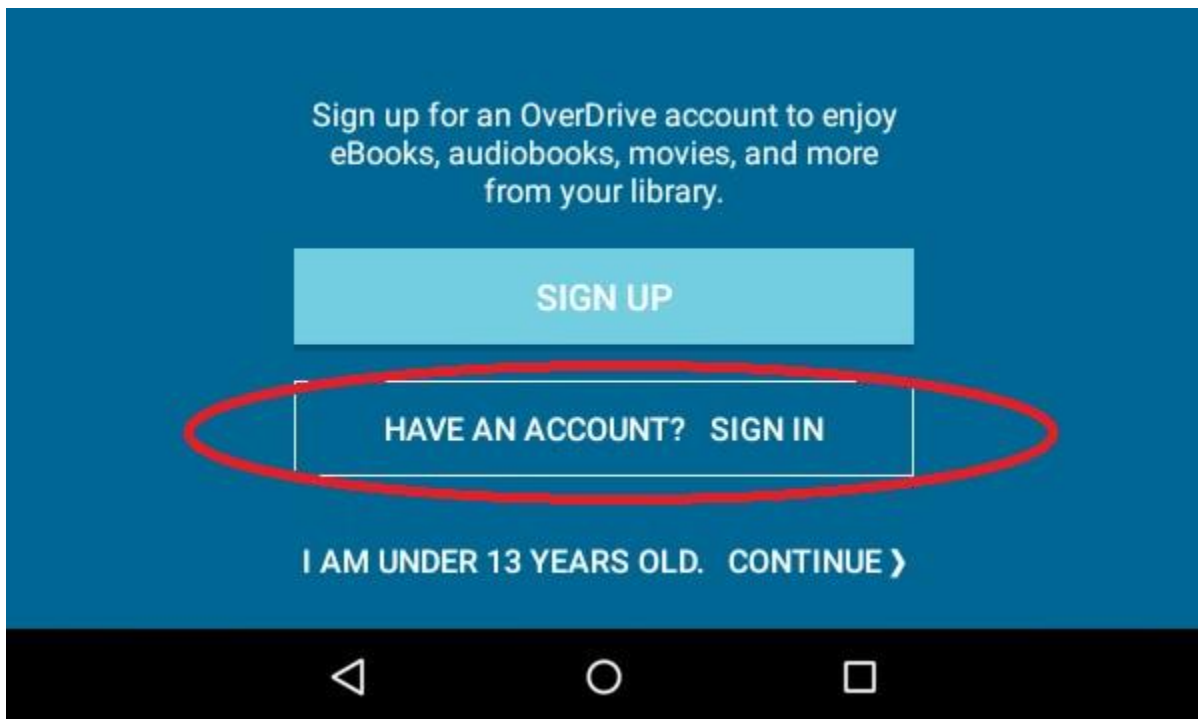 Sign up for an OverDrive account to enjoy
eBooks, audiobooks, movies, and more
from your library.
SIGN UP
HAVE AN ACCOUNT? SIGN IN
I AM UNDER 13 YEARS OLD. CONTINUE ❯